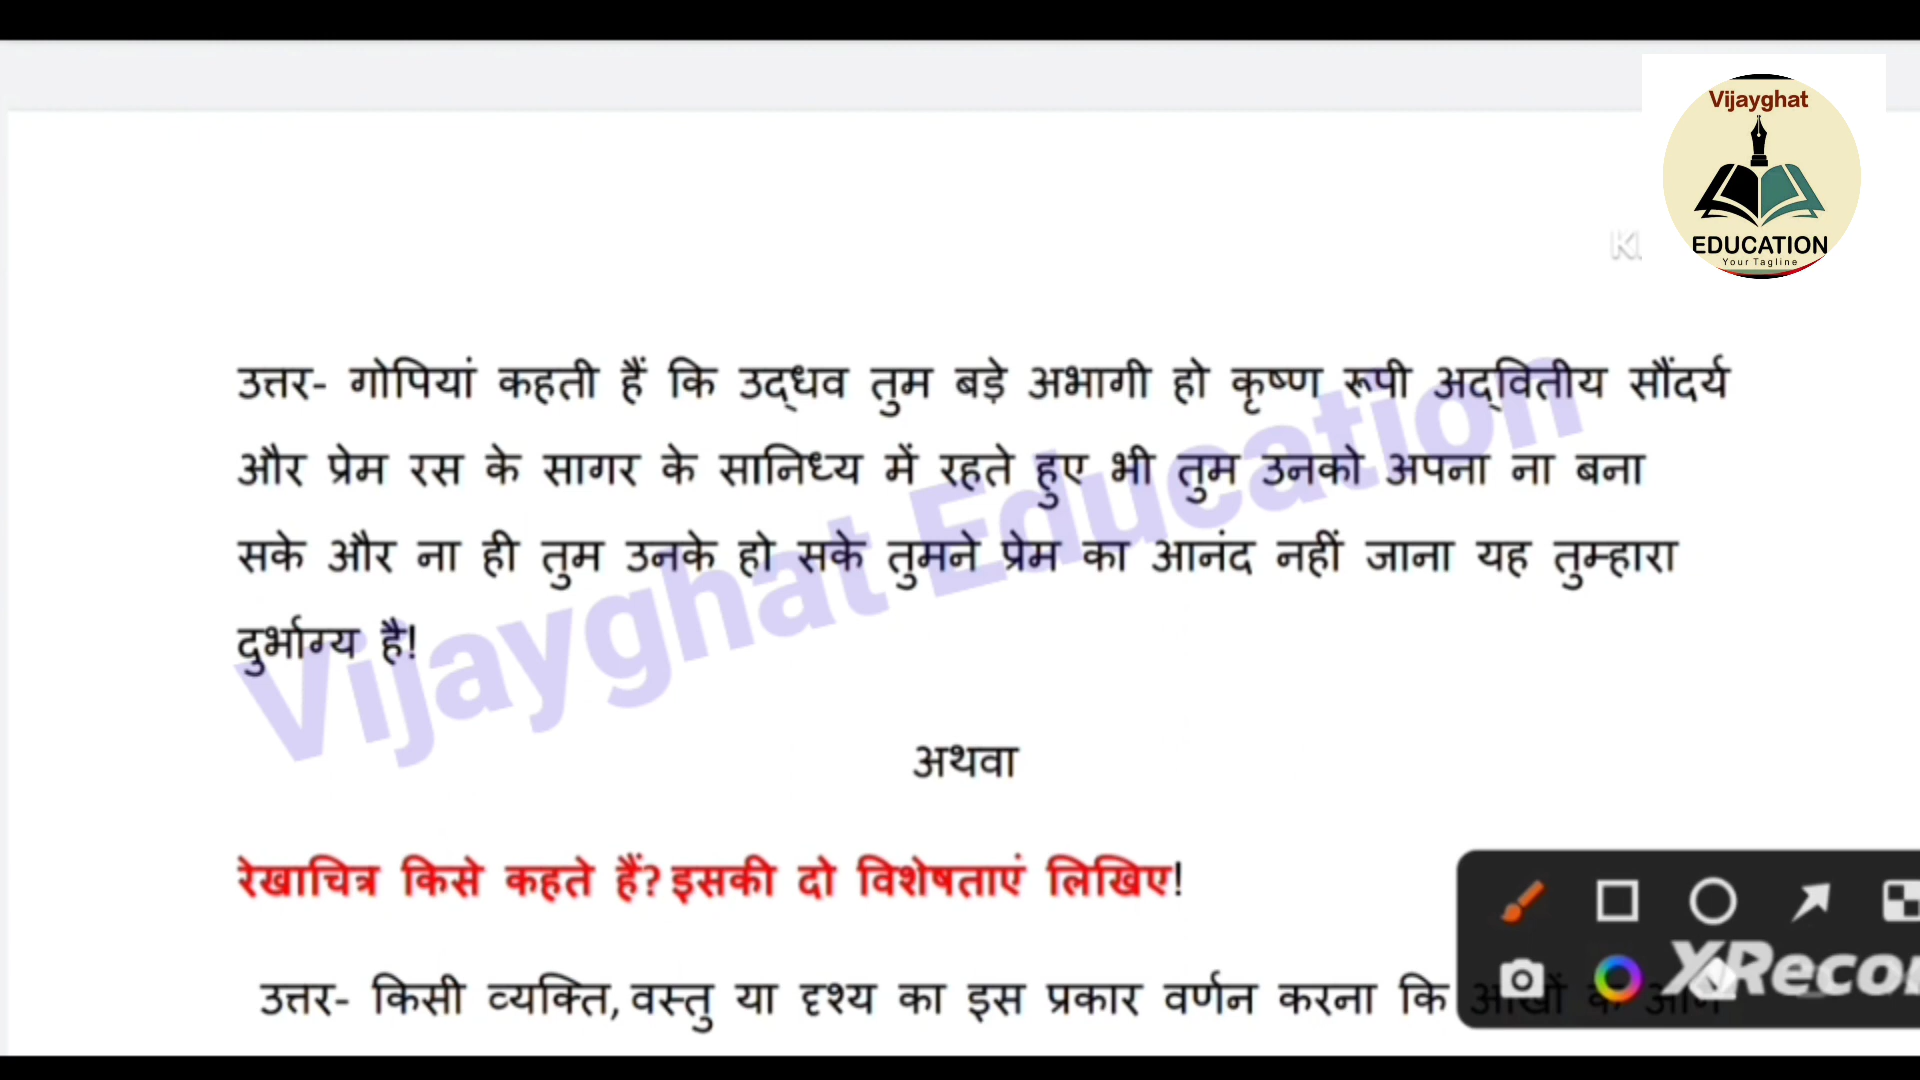 Vijayghat
EDUCATION
Your Tagline
उत्तर- गोपियां कहती हैं कि उद्धव तुम बड़े अभागी हो कृष्ण रूपी अद्वितीय सौंदर्य
और प्रेम रस के सागर के सानिध्य में रहते हुए भी तुम उनको अपना ना बना
सके और ना ही तुम उनके हो सके तुमने प्रेम का आनंद नहीं जाना यह तुम्हारा
दुर्भाग्य है!
Vijayghat Education
अथवा
रेखाचित्र किसे कहते हैं? इसकी दो विशेषताएं लिखिए!
उत्तर- किसी व्यक्ति, वस्तु या दृश्य का इस प्रकार वर्णन करना कि
XRecor